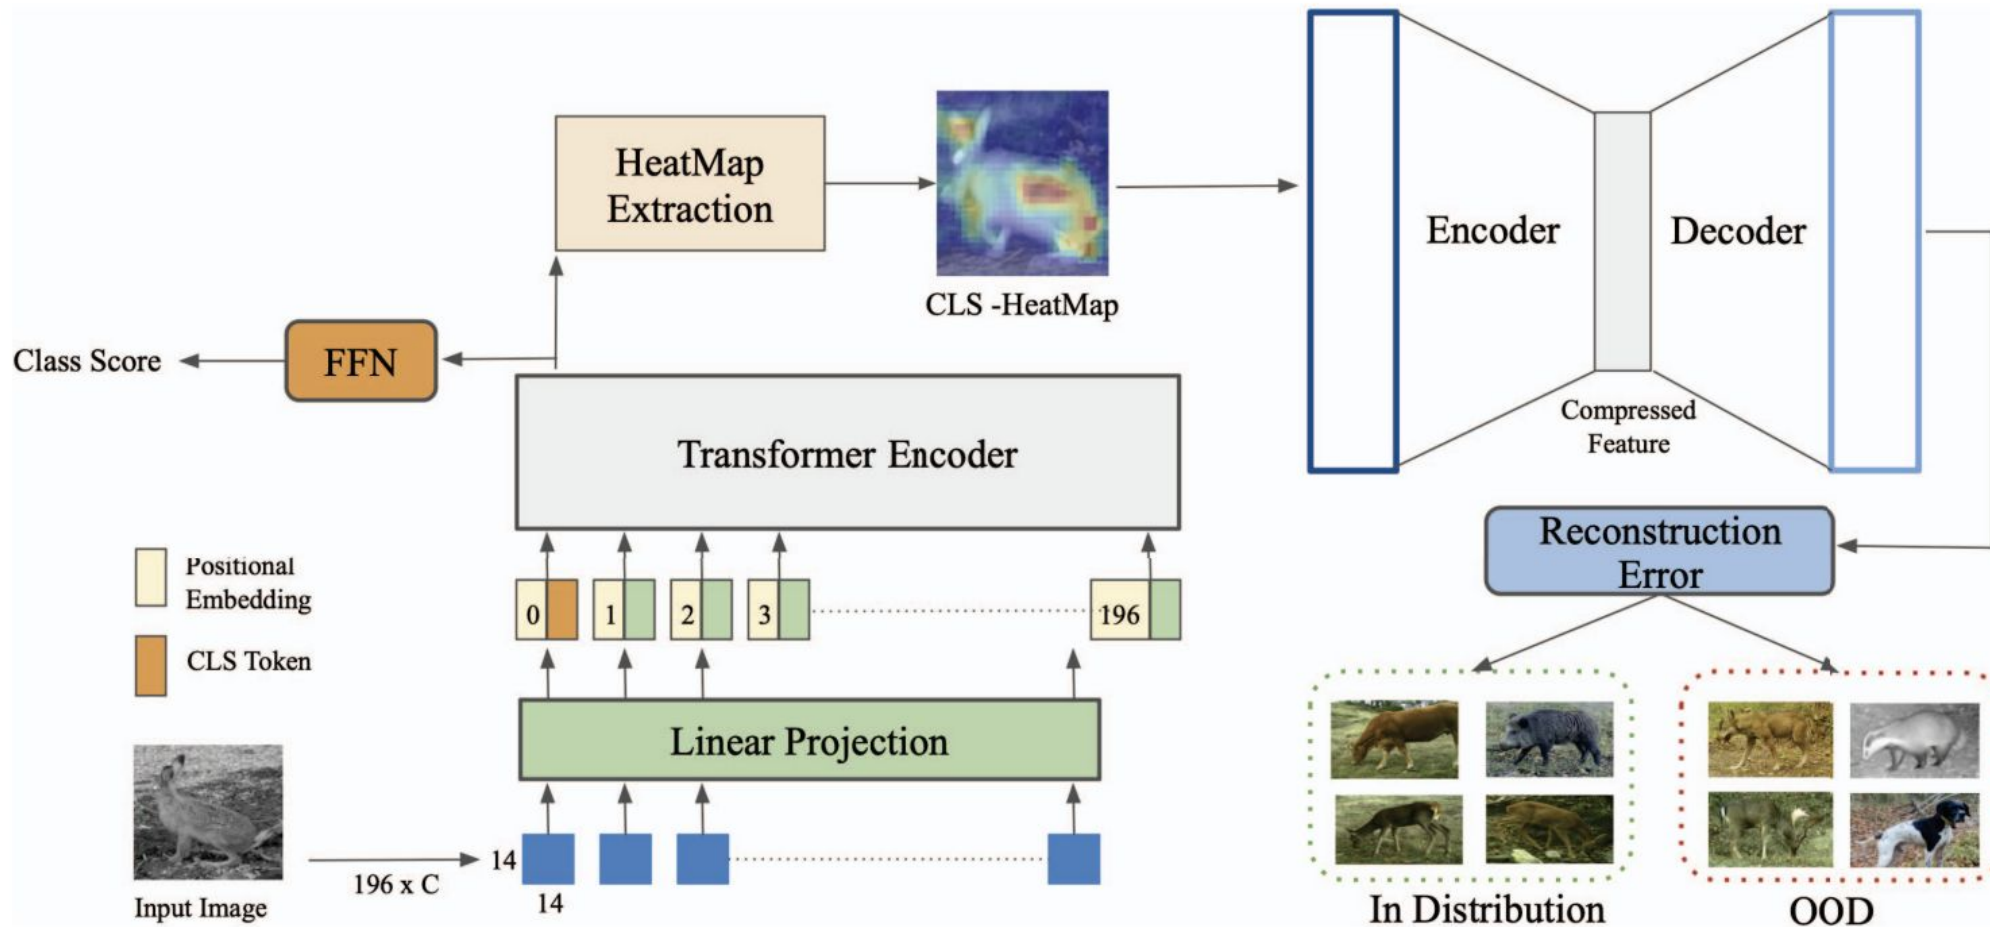 HeatMap
Extraction
CLS -HeatMap
Encoder
Decoder
Compressed
Feature
Class Score
FFN
Transformer Encoder
Reconstruction
Error
Positional
Embedding
CLS Token
0
1
2
3
196
Linear Projection
196 x C
14
14
Input Image
In Distribution
OOD